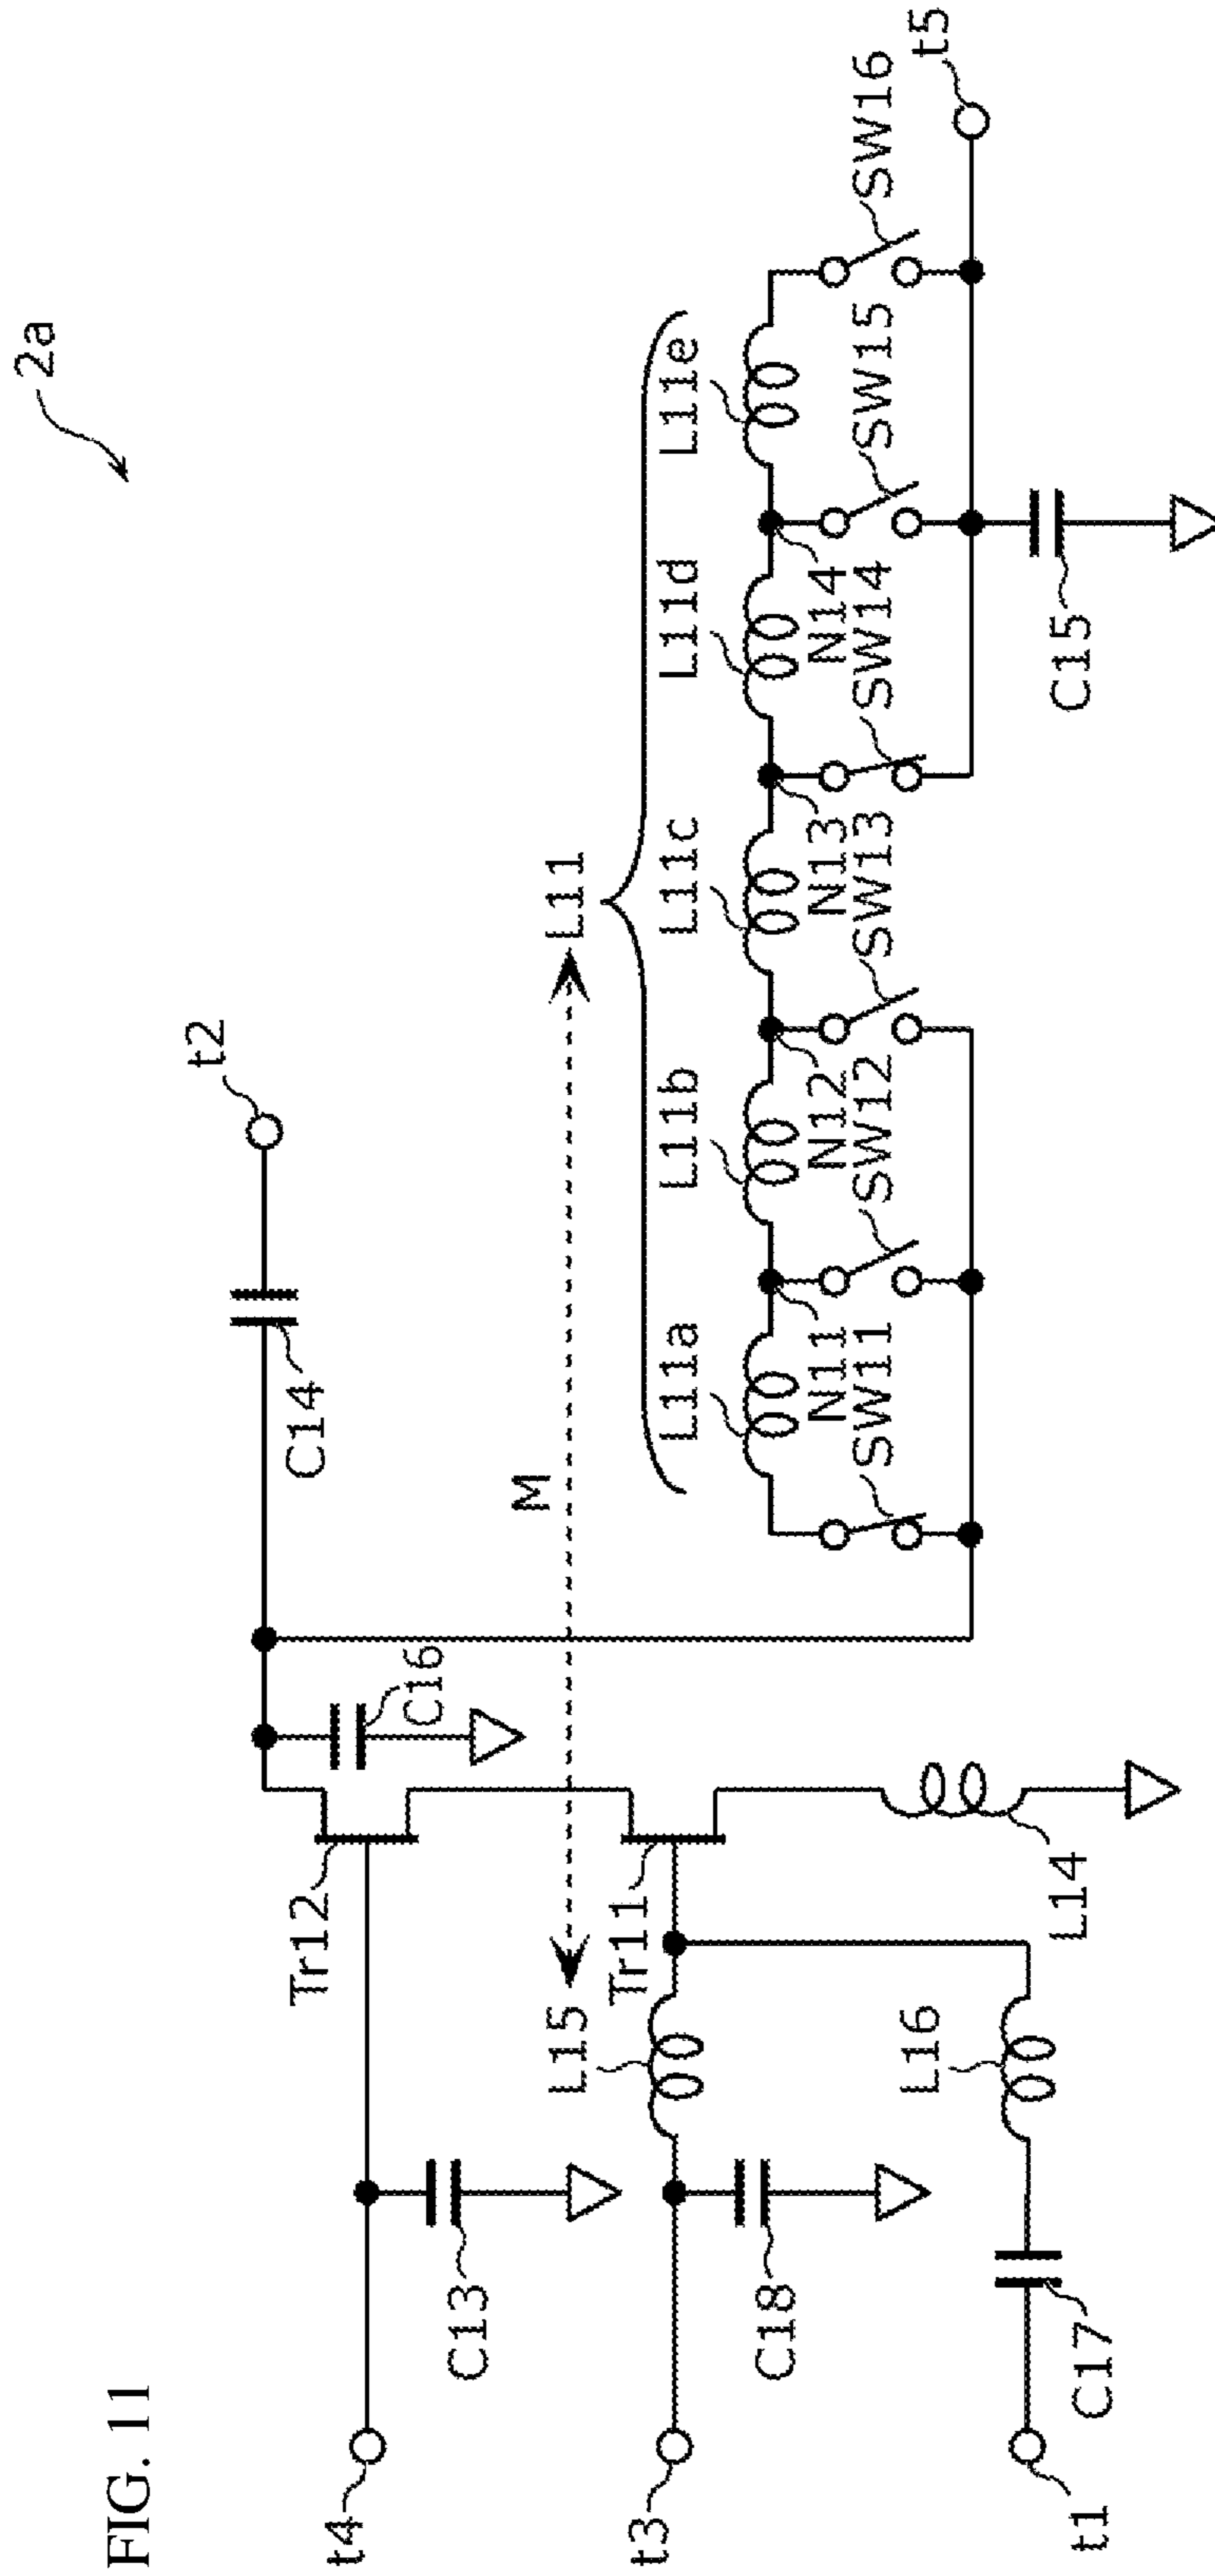 FIG. 11
2a
t4
C13
Tr12
C16
C14
t2
M
L11
t3
C18
L15
Tr11
L14
L11a
L11b
L11c
L11d
L11e
N11
N12
N13
N14
SW11
SW12
SW13
SW14
SW15
SW16
t5
C15
t1
C17
L16